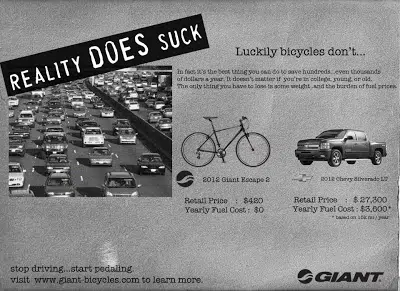 REALITY DOES SUCK
Luckily bicycles don't...
In fact it's the best thing you can do to save hundreds...even thousands
of dollars a year. It doesn't matter if you're in college, young, or old.
The only thing you have to lose is some weight..and the burden of fuel prices.
2012 Giant Escape 2
Retail Price : $420
Yearly Fuel Cost : $0
2012 Chevy Silverado LT
Retail Price : $ 27,300
Yearly Fuel Cost : $3,600*
* based on 15k mi / year
stop driving...start pedaling.
visit www.giant-bicycles.com to learn more.
GIANT